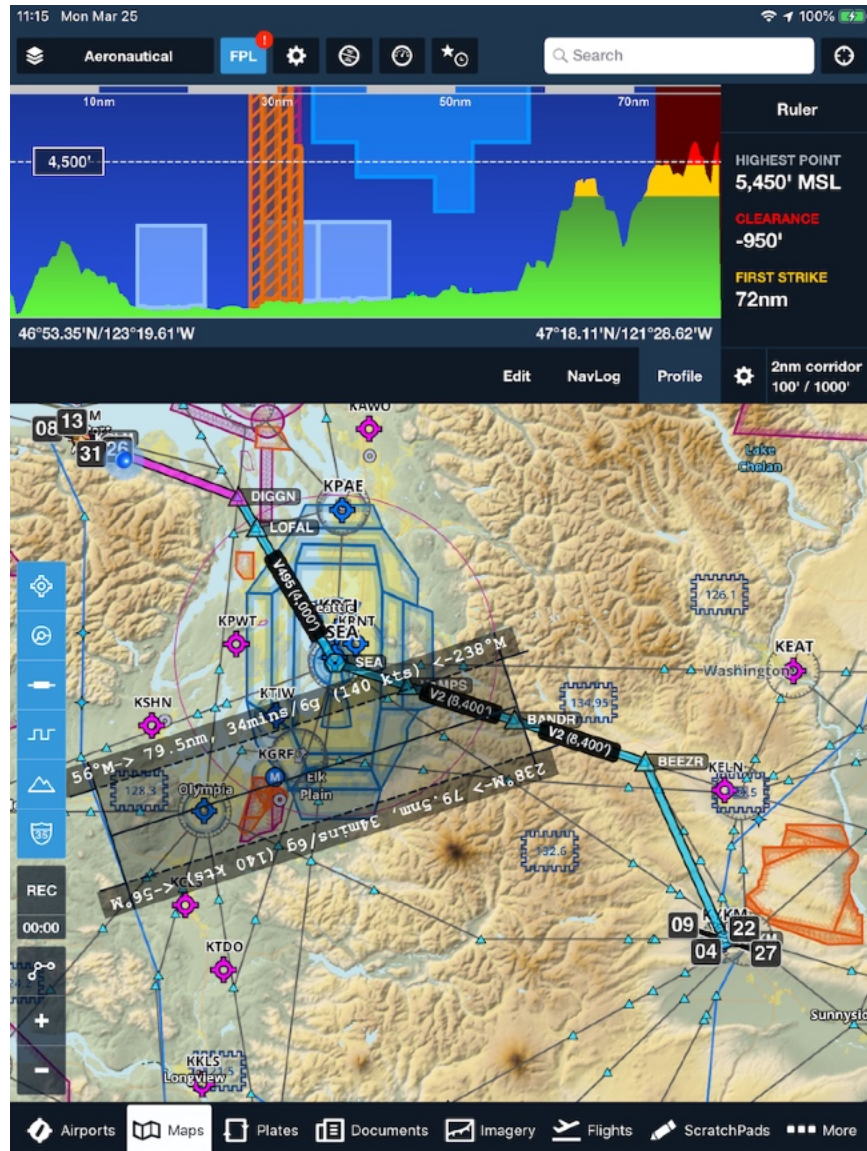 11:15 Mon Mar 25
100%
Aeronautical
FPL
!
Search
10nm 30nm 50nm 70nm
4,500'
Ruler
HIGHEST POINT
5,450' MSL
CLEARANCE
-950'
FIRST STRIKE
72nm
46°53.35'N/123°19.61'W
47°18.11'N/121°28.62'W
Edit NavLog Profile
2nm corridor
100' / 1000'
KAWO
08 13
31 26
Lake
Chelan
DIGGN
KPAE
LOFAL
V495 (4,000')
126.1
KPWT
KRNT
SEA
SEA
KEAT
Washington
56°M-> 79.5nm, 34mins/6g (140 kts) <-238°M
V2 (8,400')
134.95
KSHN
KTIW
BANDR
V2 (8,400')
BEEZR
KGRF
M
Elk
Plain
KELN
128.3
Olympia
238°M-> 79.5nm, 34mins/6g (140 kts) <-56°M
132.6
35
REC
00:00
09 22
04 27
KTDO
Sunnysid
KKLS
Longview
Airports Maps Plates Documents Imagery Flights ScratchPads More